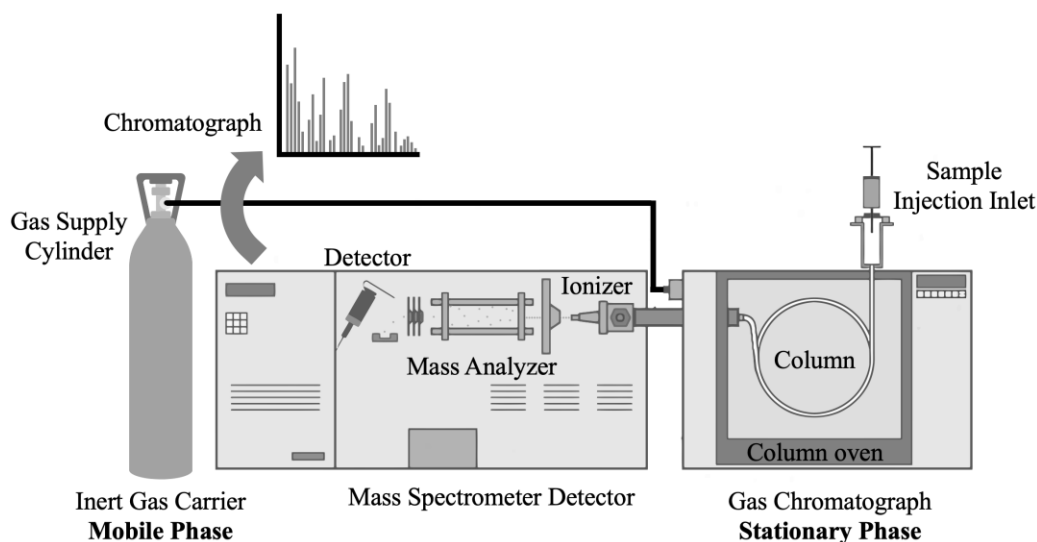 Chromatograph
Sample
Injection Inlet
Gas Supply
Cylinder
Detector
Ionizer
Mass Analyzer
Column
Column oven
Inert Gas Carrier
Mobile Phase
Mass Spectrometer Detector
Gas Chromatograph
Stationary Phase